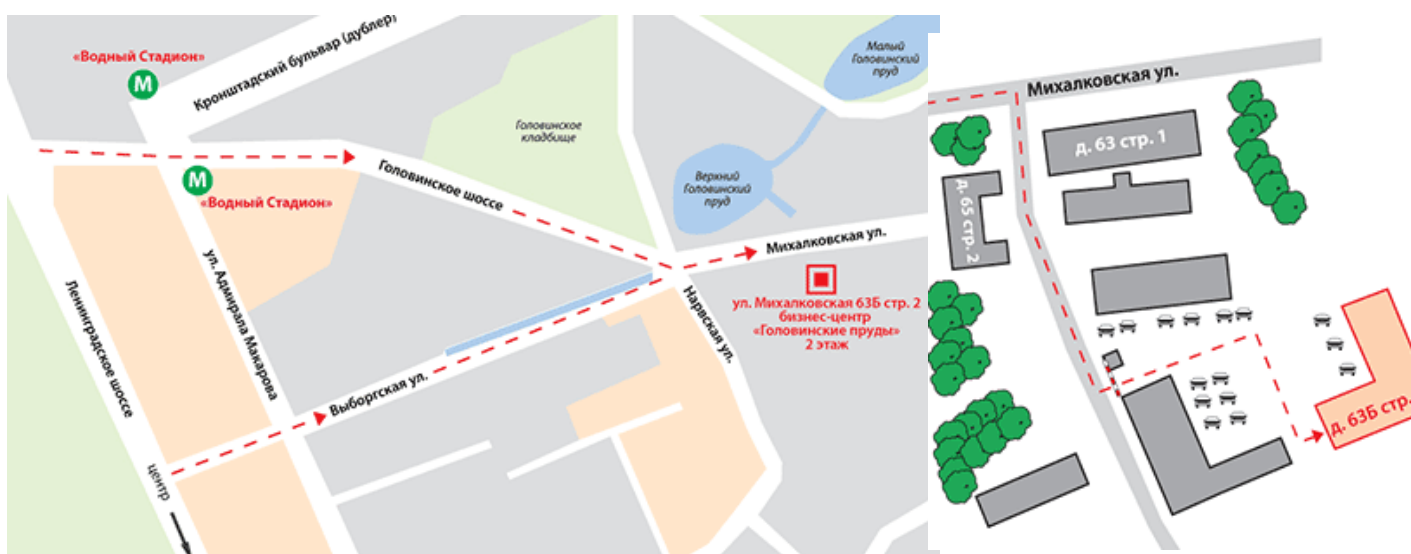 «Водный Стадион»
М
Кронштадский бульвар (дублер)
Малый
Головинский
пруд
Головинское
кладбище
М
«Водный Стадион»
Головинское шоссе
Верхний
Головинский
пруд
Михалковская ул.
ул. Михалковская 63Б стр. 2
бизнес-центр
«Головинские пруды»
2 этаж
Ленинградское шоссе
ул. Адмирала Макарова
Нарвская ул.
Выборгская ул.
центр
Михалковская ул.
д. 63 стр. 1
д. 65 стр. 2
д. 63Б стр.